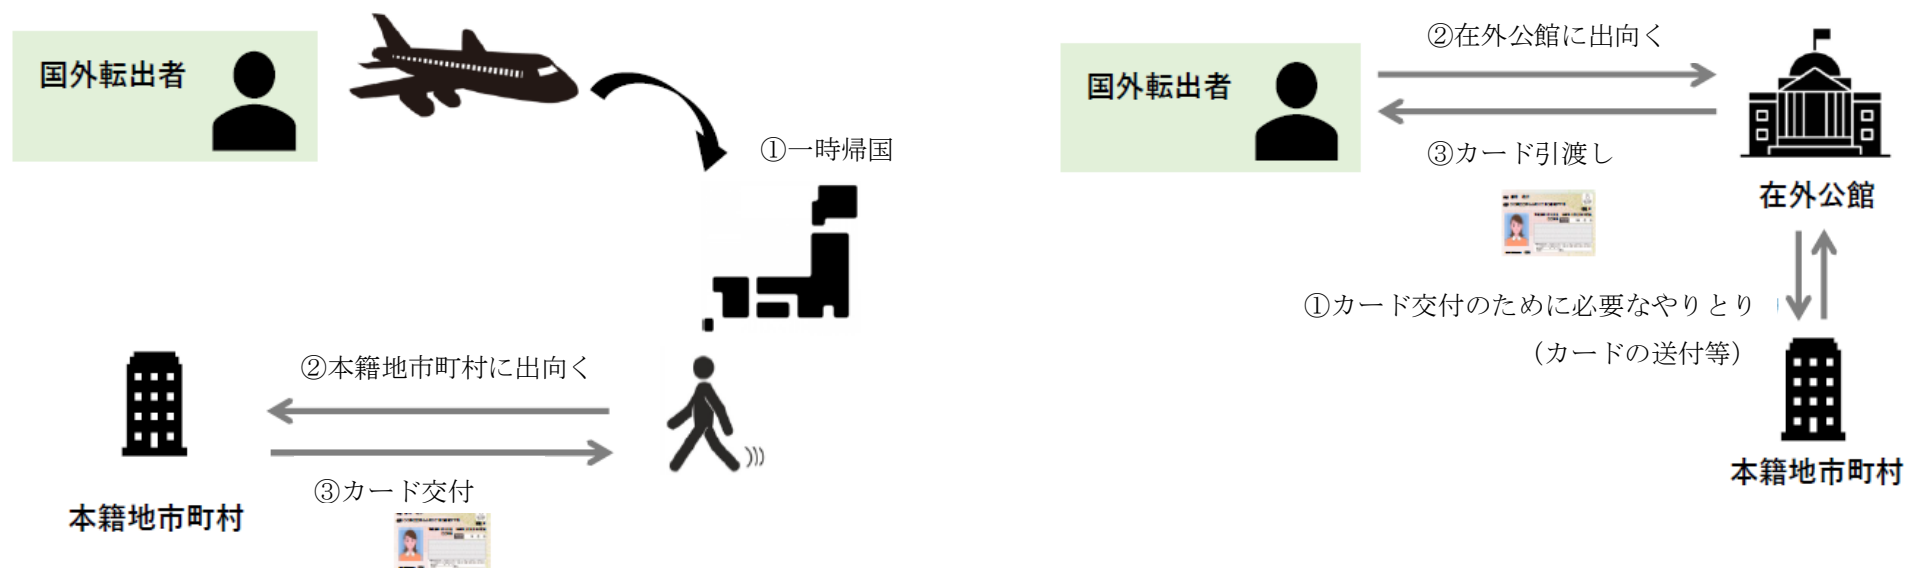 国外転出者
①一時帰国
②本籍地市町村に出向く
③カード交付
本籍地市町村
国外転出者
②在外公館に出向く
③カード引渡し
在外公館
①カード交付のために必要なやりとり
（カードの送付等）
本籍地市町村